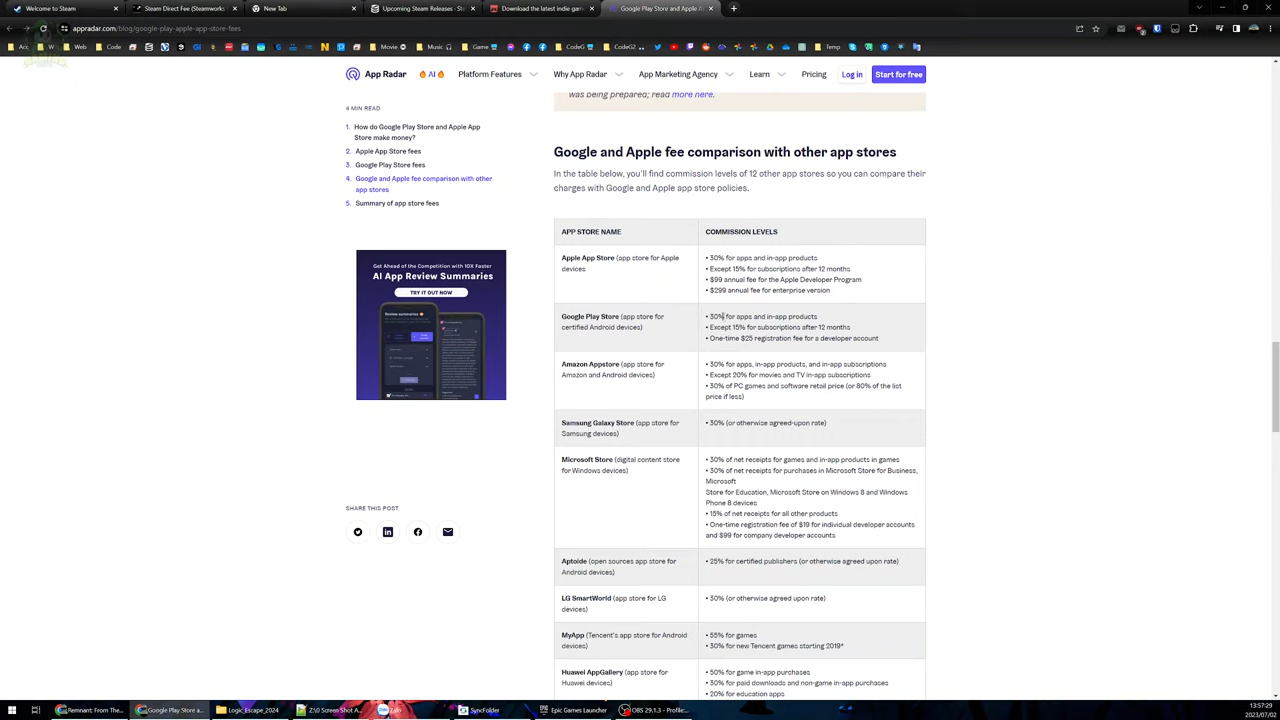 Welcome to Steam
Steam Direct Fee (Steamworks
New Tab
Upcoming Releases - St
Download the latest indie gam
Google Play Store and Apple A
appradar.com/blog/google-play-apple-app-store-fees
Web
Code
Movie
Music
Game
CodeG
CodeG2
Temp
App Radar
AI
Platform Features
Why App Radar
App Marketing Agency
Learn
Pricing
Log in
Start for free
was being prepared; read more here.
4 MIN READ
1. How do Google Play Store and Apple App
Store make money?
2. Apple App Store fees
3. Google Play Store fees
4. Google and Apple fee comparison with other
app stores
5. Summary of app store fees
Get Ahead of the Competition with 10X Faster
AI App Review Summaries
TRY IT OUT NOW
SHARE THIS POST
Google and Apple fee comparison with other app stores
In the table below, you'll find commission levels of 12 other app stores so you can compare their
charges with Google and Apple app store policies.
APP STORE NAME
COMMISSION LEVELS
Apple App Store (app store for Apple
devices
• 30% for apps and in-app products
• Except 15% for subscriptions after 12 months
• $99 annual fee for the Apple Developer Program
• $299 annual fee for enterprise version
Google Play Store (app store for
certified Android devices)
• 30% for apps and in-app products
• Except 15% for subscriptions after 12 months
• One-time $25 registration fee for a developer account
Amazon Appstore (app store for
Amazon and Android devices)
• 30% for apps, in-app products, and in-app subscriptions
• Except 20% for movies and TV in-app subscriptions
• 30% of PC games and software retail price (or 80% of the list
price if less)
Samsung Galaxy Store (app store for
Samsung devices)
• 30% (or otherwise agreed-upon rate)
Microsoft Store (digital content store
for Windows devices)
• 30% of net receipts for games and in-app products in games
• 30% of net receipts for purchases in Microsoft Store for Business,
Microsoft
Store for Education, Microsoft Store on Windows 8 and Windows
Phone 8 devices
• 15% of net receipts for all other products
• One-time registration fee of $19 for individual developer accounts
and $99 for company developer accounts
Aptoide (open sources app store for
Android devices)
• 25% for certified publishers (or otherwise agreed upon rate)
LG SmartWorld (app store for LG
devices)
• 30% (or otherwise agreed upon rate)
MyApp (Tencent's app store for Android
devices)
• 55% for games
• 30% for new Tencent games starting 2019*
Huawei AppGallery (app store for
Huawei devices)
• 50% for game in-app purchases
• 30% for paid downloads and non-game in-app purchases
• 20% for education apps
Remnant: From The...
Google Play Store a...
Logic_Escape_2024
Z:\0 Screen Shot A...
Zalo
SyncFolder
Epic Games Launcher
OBS 29.1.3 - Profile:...
13:57:29
2023/07/02